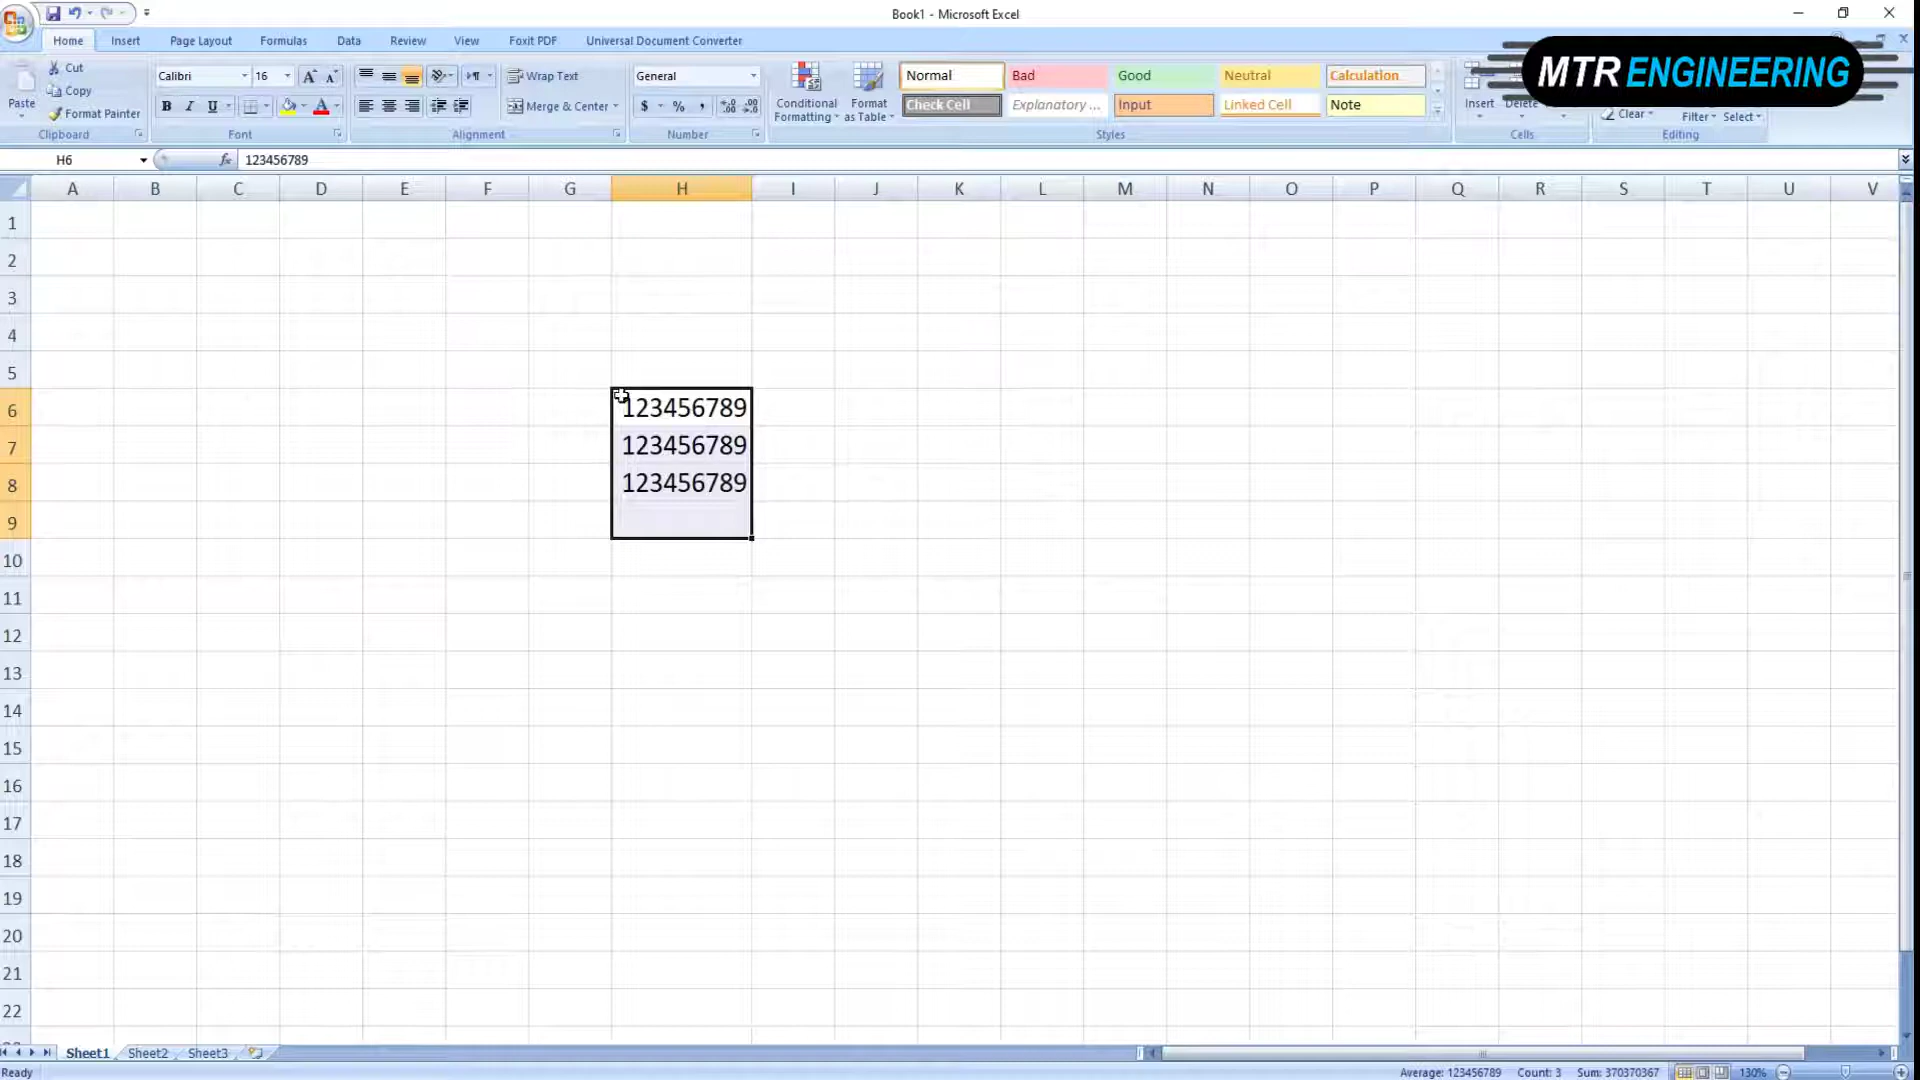 Book1 - Microsoft Excel
Home Insert Page Layout Formulas Data Review View Foxit PDF Universal Document Converter
MTR ENGINEERING
Paste
Cut
Copy
Format Painter
Clipboard
Calibri 16
B I U
Font
Wrap Text
Merge & Center
Alignment
General
$ % ,
Number
Conditional Formatting
Format as Table
Normal Bad Good Neutral Calculation
Check Cell Explanatory ... Input Linked Cell Note
Styles
Insert Delete
Cells
Clear
Filter Select
Editing
H6 fx 123456789
A B C D E F G H I J K L M N O P Q R S T U V
1
2
3
4
5
6 123456789
7 123456789
8 123456789
9
10
11
12
13
14
15
16
17
18
19
20
21
22
Sheet1 Sheet2 Sheet3
Ready Average: 123456789 Count: 3 Sum: 370370367 130%